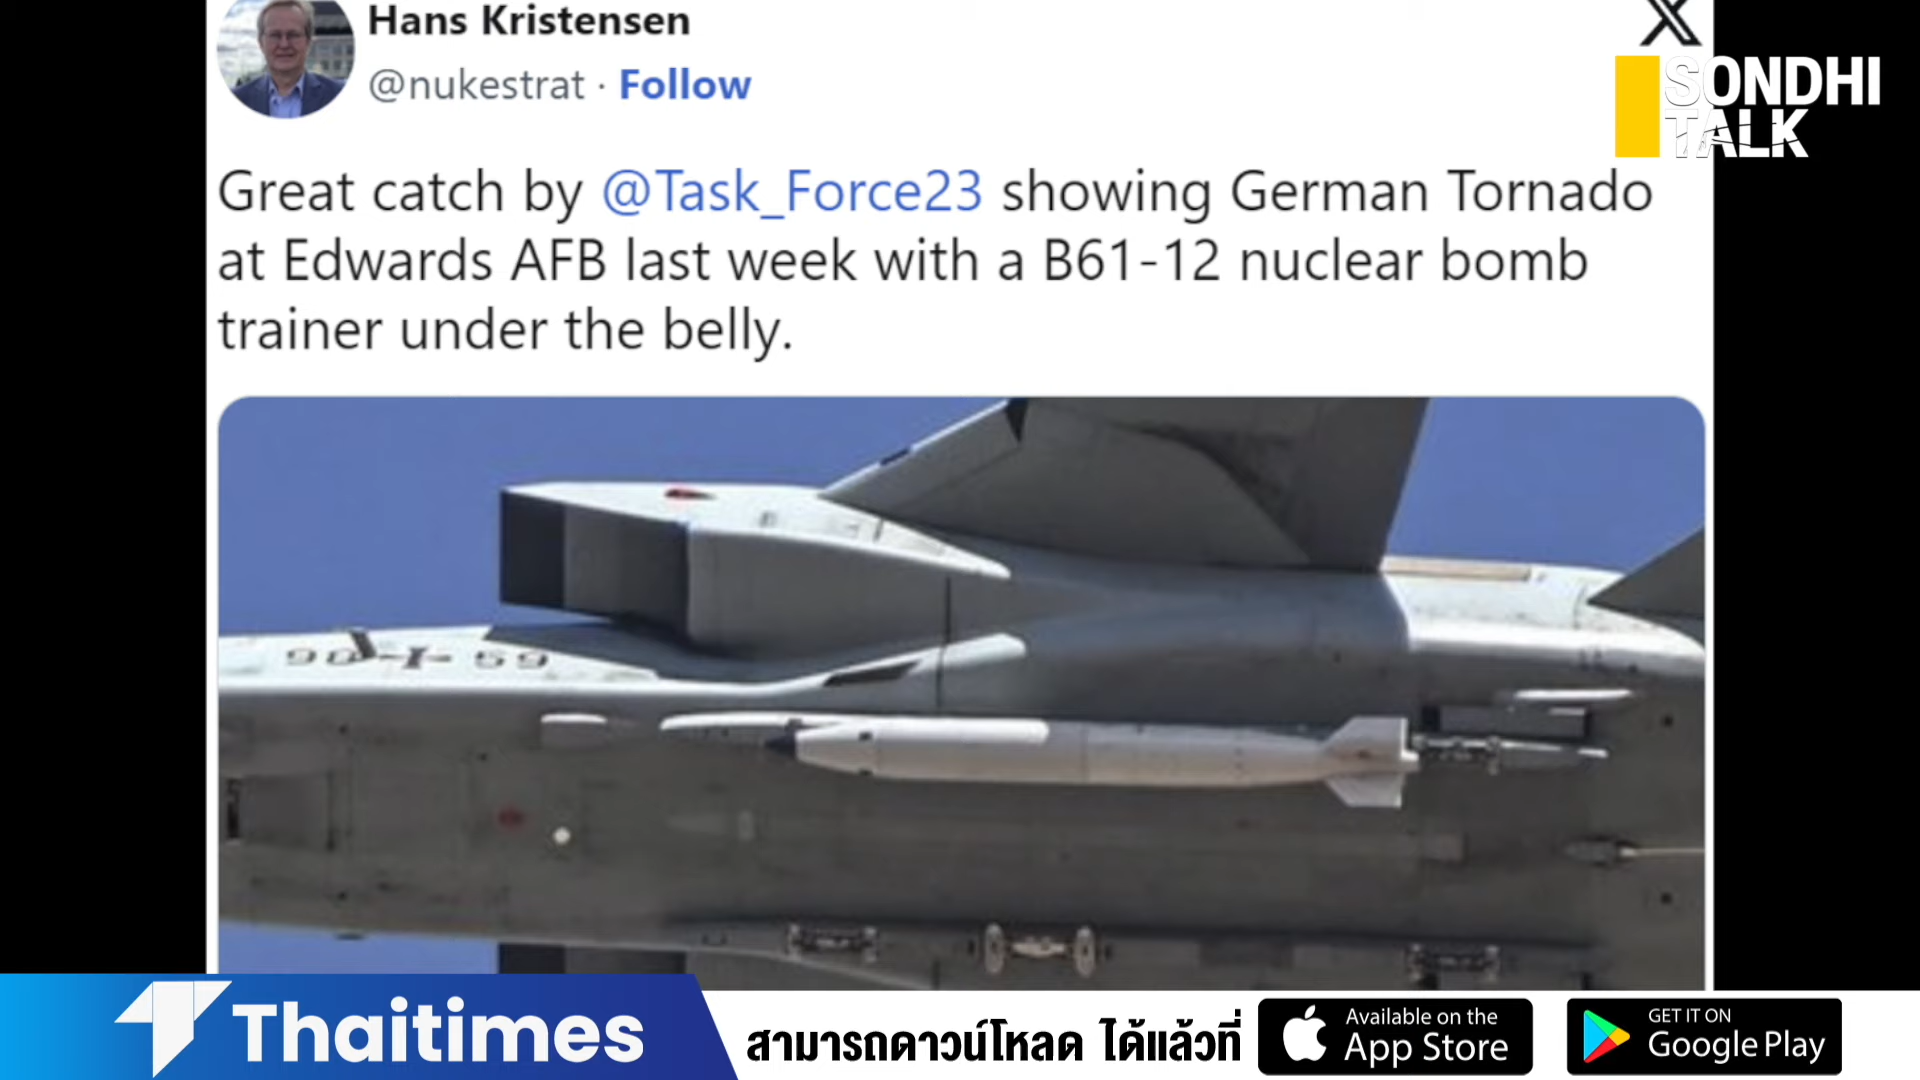 Hans Kristensen
@nukestrat · Follow
SONDHI
TALK
Great catch by @Task_Force23 showing German Tornado
at Edwards AFB last week with a B61-12 nuclear bomb
trainer under the belly.
Thaitimes
สามารถดาวน์โหลด ได้แล้วที่
Available on the
App Store
GET IT ON
Google Play